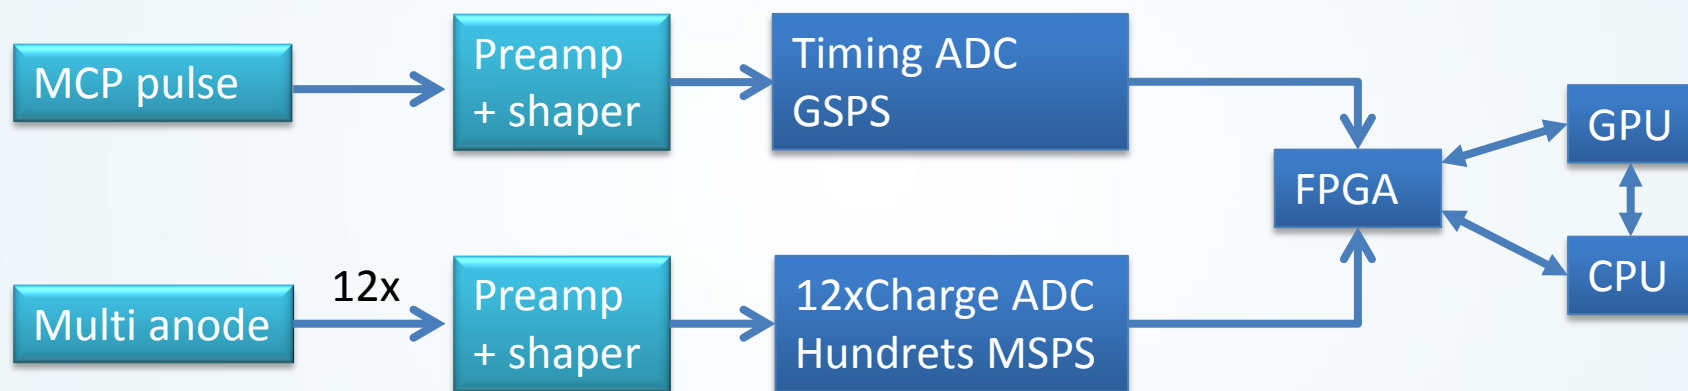 MCP pulse
Preamp
+ shaper
Timing ADC
GSPS
FPGA
GPU
CPU
Multi anode
12x
Preamp
+ shaper
12xCharge ADC
Hundrets MSPS